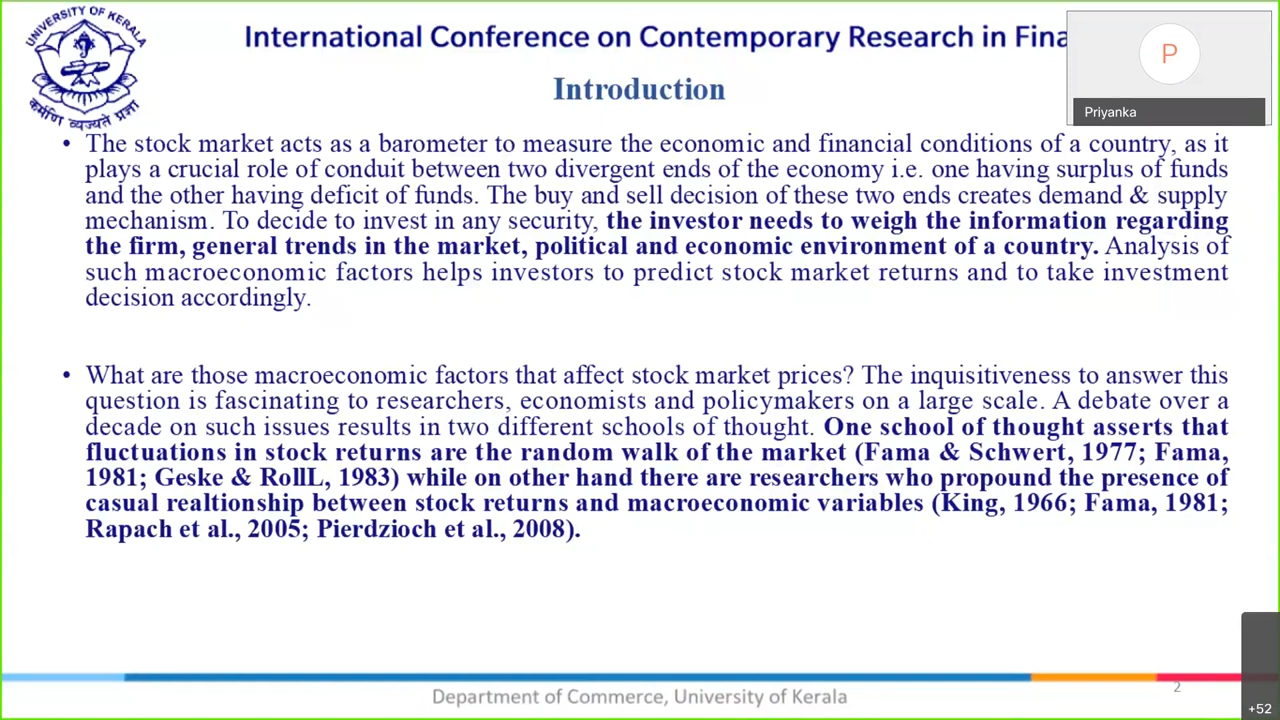 UNIVERSITY OF KERALA
कर्मणि व्यज्यते प्रज्ञा
International Conference on Contemporary Research in Fina
P
Priyanka
Introduction
• The stock market acts as a barometer to measure the economic and financial conditions of a country, as it
plays a crucial role of conduit between two divergent ends of the economy i.e. one having surplus of funds
and the other having deficit of funds. The buy and sell decision of these two ends creates demand & supply
mechanism. To decide to invest in any security, the investor needs to weigh the information regarding
the firm, general trends in the market, political and economic environment of a country. Analysis of
such macroeconomic factors helps investors to predict stock market returns and to take investment
decision accordingly.
• What are those macroeconomic factors that affect stock market prices? The inquisitiveness to answer this
question is fascinating to researchers, economists and policymakers on a large scale. A debate over a
decade on such issues results in two different schools of thought. One school of thought asserts that
fluctuations in stock returns are the random walk of the market (Fama & Schwert, 1977; Fama,
1981; Geske & RollL, 1983) while on other hand there are researchers who propound the presence of
casual realtionship between stock returns and macroeconomic variables (King, 1966; Fama, 1981;
Rapach et al., 2005; Pierdzioch et al., 2008).
2
Department of Commerce, University of Kerala
+52